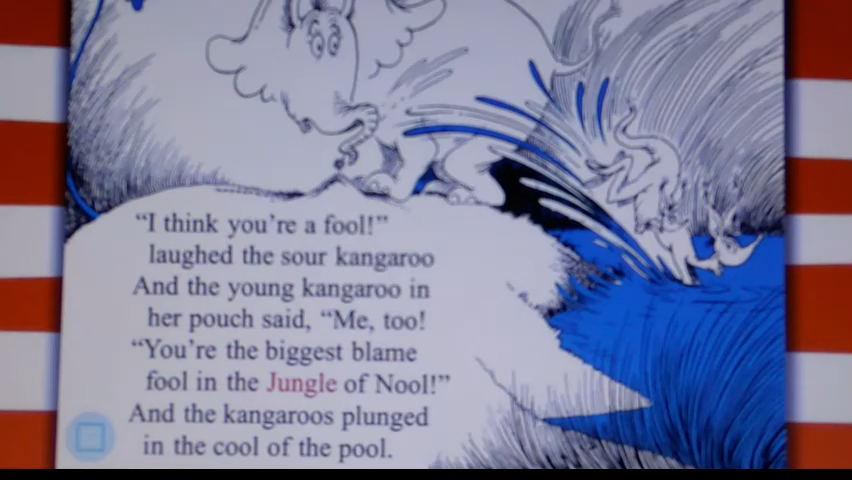 “I think you’re a fool!”
laughed the sour kangaroo
And the young kangaroo in
her pouch said, “Me, too!
“You’re the biggest blame
fool in the Jungle of Nool!”
And the kangaroos plunged
in the cool of the pool.